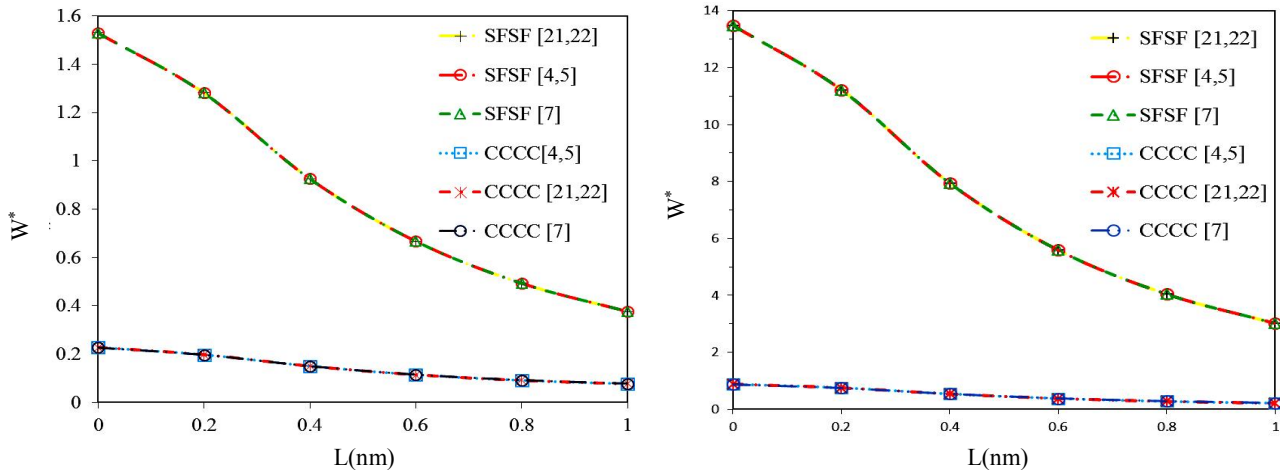 1.6
1.4
1.2
1
0.8
0.6
0.4
0.2
0
W*
0 0.2 0.4 0.6 0.8 1
L(nm)
SFSF [21,22]
SFSF [4,5]
SFSF [7]
CCCC[4,5]
CCCC [21,22]
CCCC [7]
14
12
10
8
6
4
2
0
W*
0 0.2 0.4 0.6 0.8 1
L(nm)
SFSF [21,22]
SFSF [4,5]
SFSF [7]
CCCC [4,5]
CCCC [21,22]
CCCC [7]